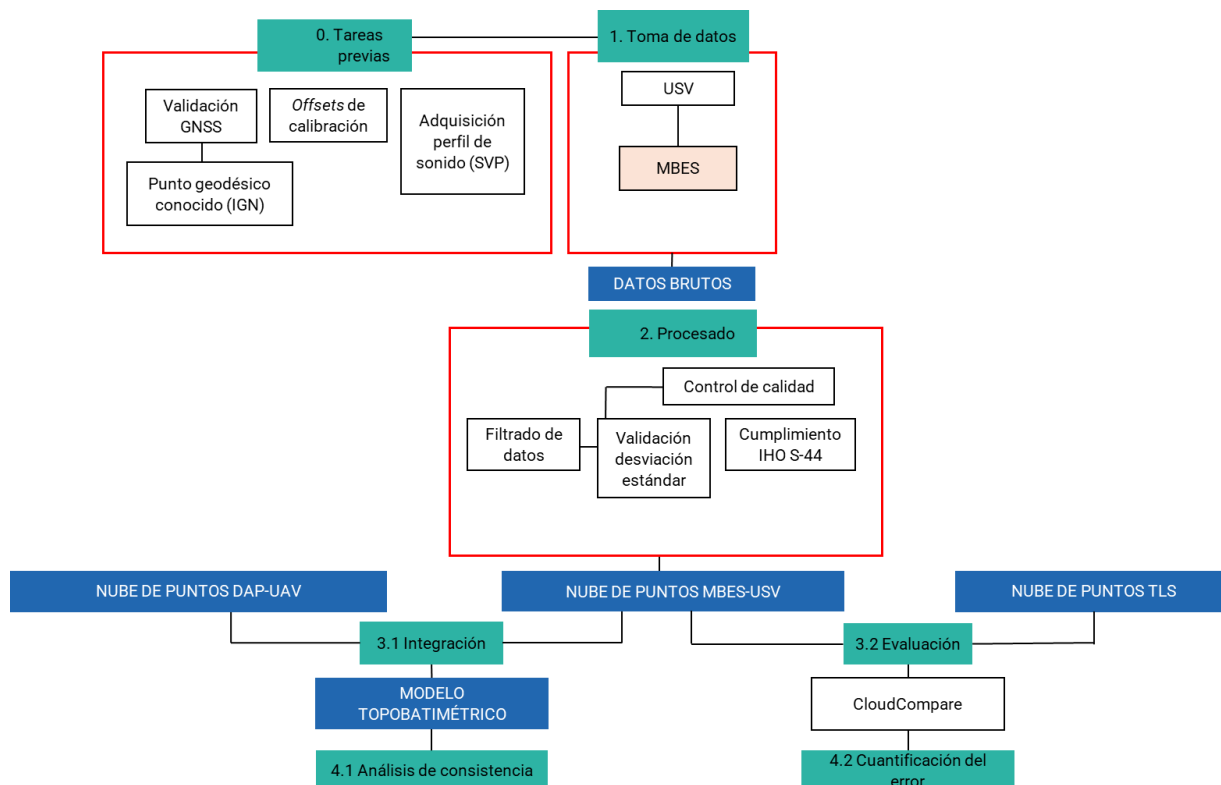 0. Tareas
previas
1. Toma de datos
Validación
GNSS
Offsets de
calibración
Adquisición
perfil de
sonido (SVP)
Punto geodésico
conocido (IGN)
USV
MBES
DATOS BRUTOS
2. Procesado
Control de calidad
Filtrado de
datos
Validación
desviación
estándar
Cumplimiento
IHO S-44
NUBE DE PUNTOS DAP-UAV
NUBE DE PUNTOS MBES-USV
NUBE DE PUNTOS TLS
3.1 Integración
3.2 Evaluación
MODELO
TOPOBATIMÉTRICO
CloudCompare
4.1 Análisis de consistencia
4.2 Cuantificación del
error